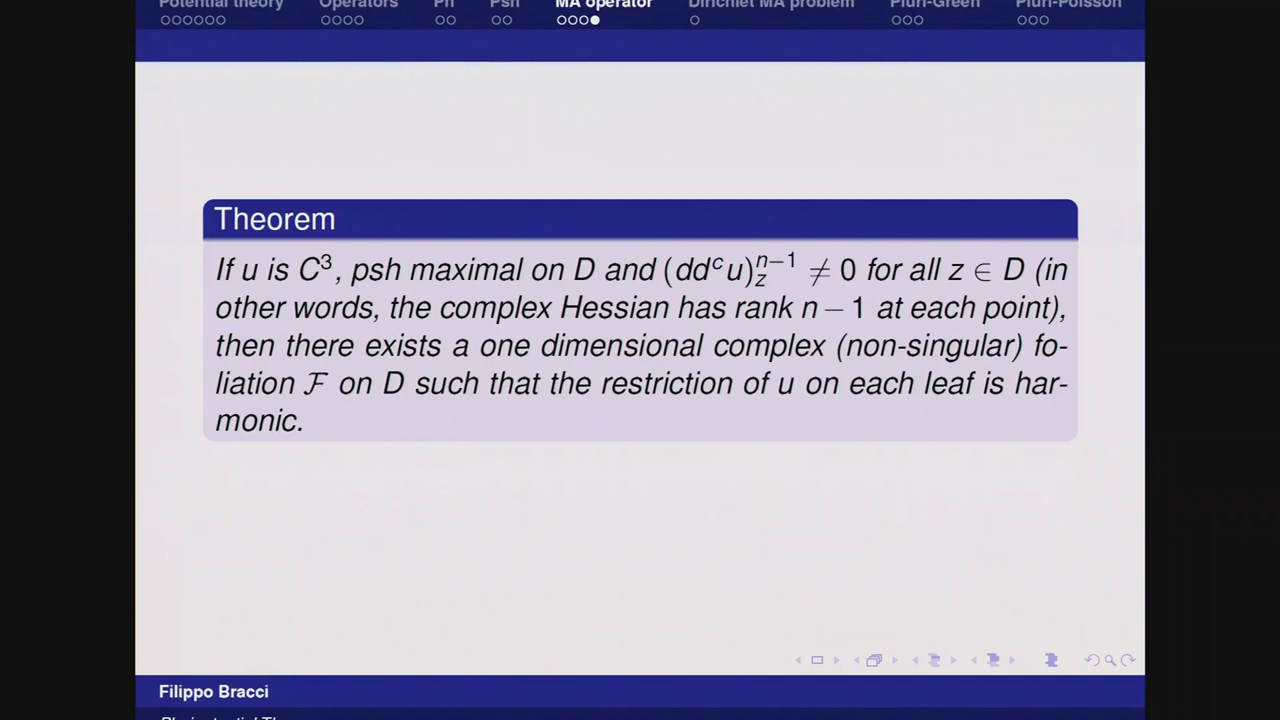 Potential theory Operators Ph Psh MA operator Dirichlet MA problem Pluri-Green Pluri-Poisson
Theorem
If u is C³, psh maximal on D and (ddᶜu)_z^{n−1} ≠ 0 for all z ∈ D (in
other words, the complex Hessian has rank n − 1 at each point),
then there exists a one dimensional complex (non-singular) fo-
liation ℱ on D such that the restriction of u on each leaf is har-
monic.
Filippo Bracci